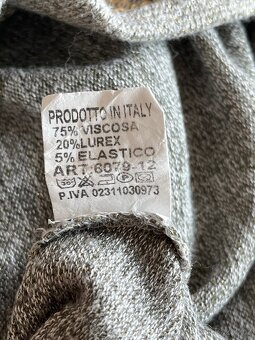 PRODOTTO IN ITALY
75% VISCOSA
20% LUREX
5% ELASTICO
ART.6079-12
P.IVA 02311030973